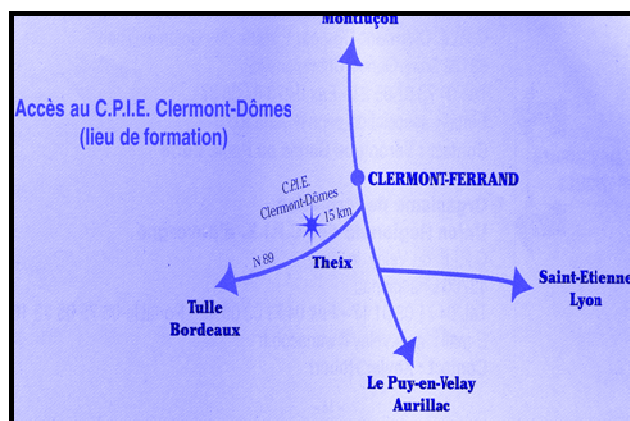 Montluçon
Accès au C.P.I.E. Clermont-Dômes
(lieu de formation)
CLERMONT-FERRAND
C.P.I.E.
Clermont-Dômes
15 km
N 89
Theix
Tulle
Bordeaux
Saint-Etienne
Lyon
Le Puy-en-Velay
Aurillac